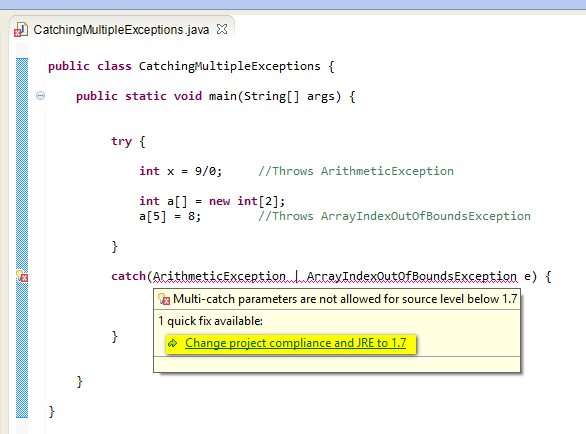 CatchingMultipleExceptions.java
public class CatchingMultipleExceptions {
public static void main(String[] args) {
try {
int x = 9/0; //Throws ArithmeticException
int a[] = new int[2];
a[5] = 8; //Throws ArrayIndexOutOfBoundsException
}
catch(ArithmeticException | ArrayIndexOutOfBoundsException e) {
Multi-catch parameters are not allowed for source level below 1.7
1 quick fix available:
Change project compliance and JRE to 1.7
}
}
}